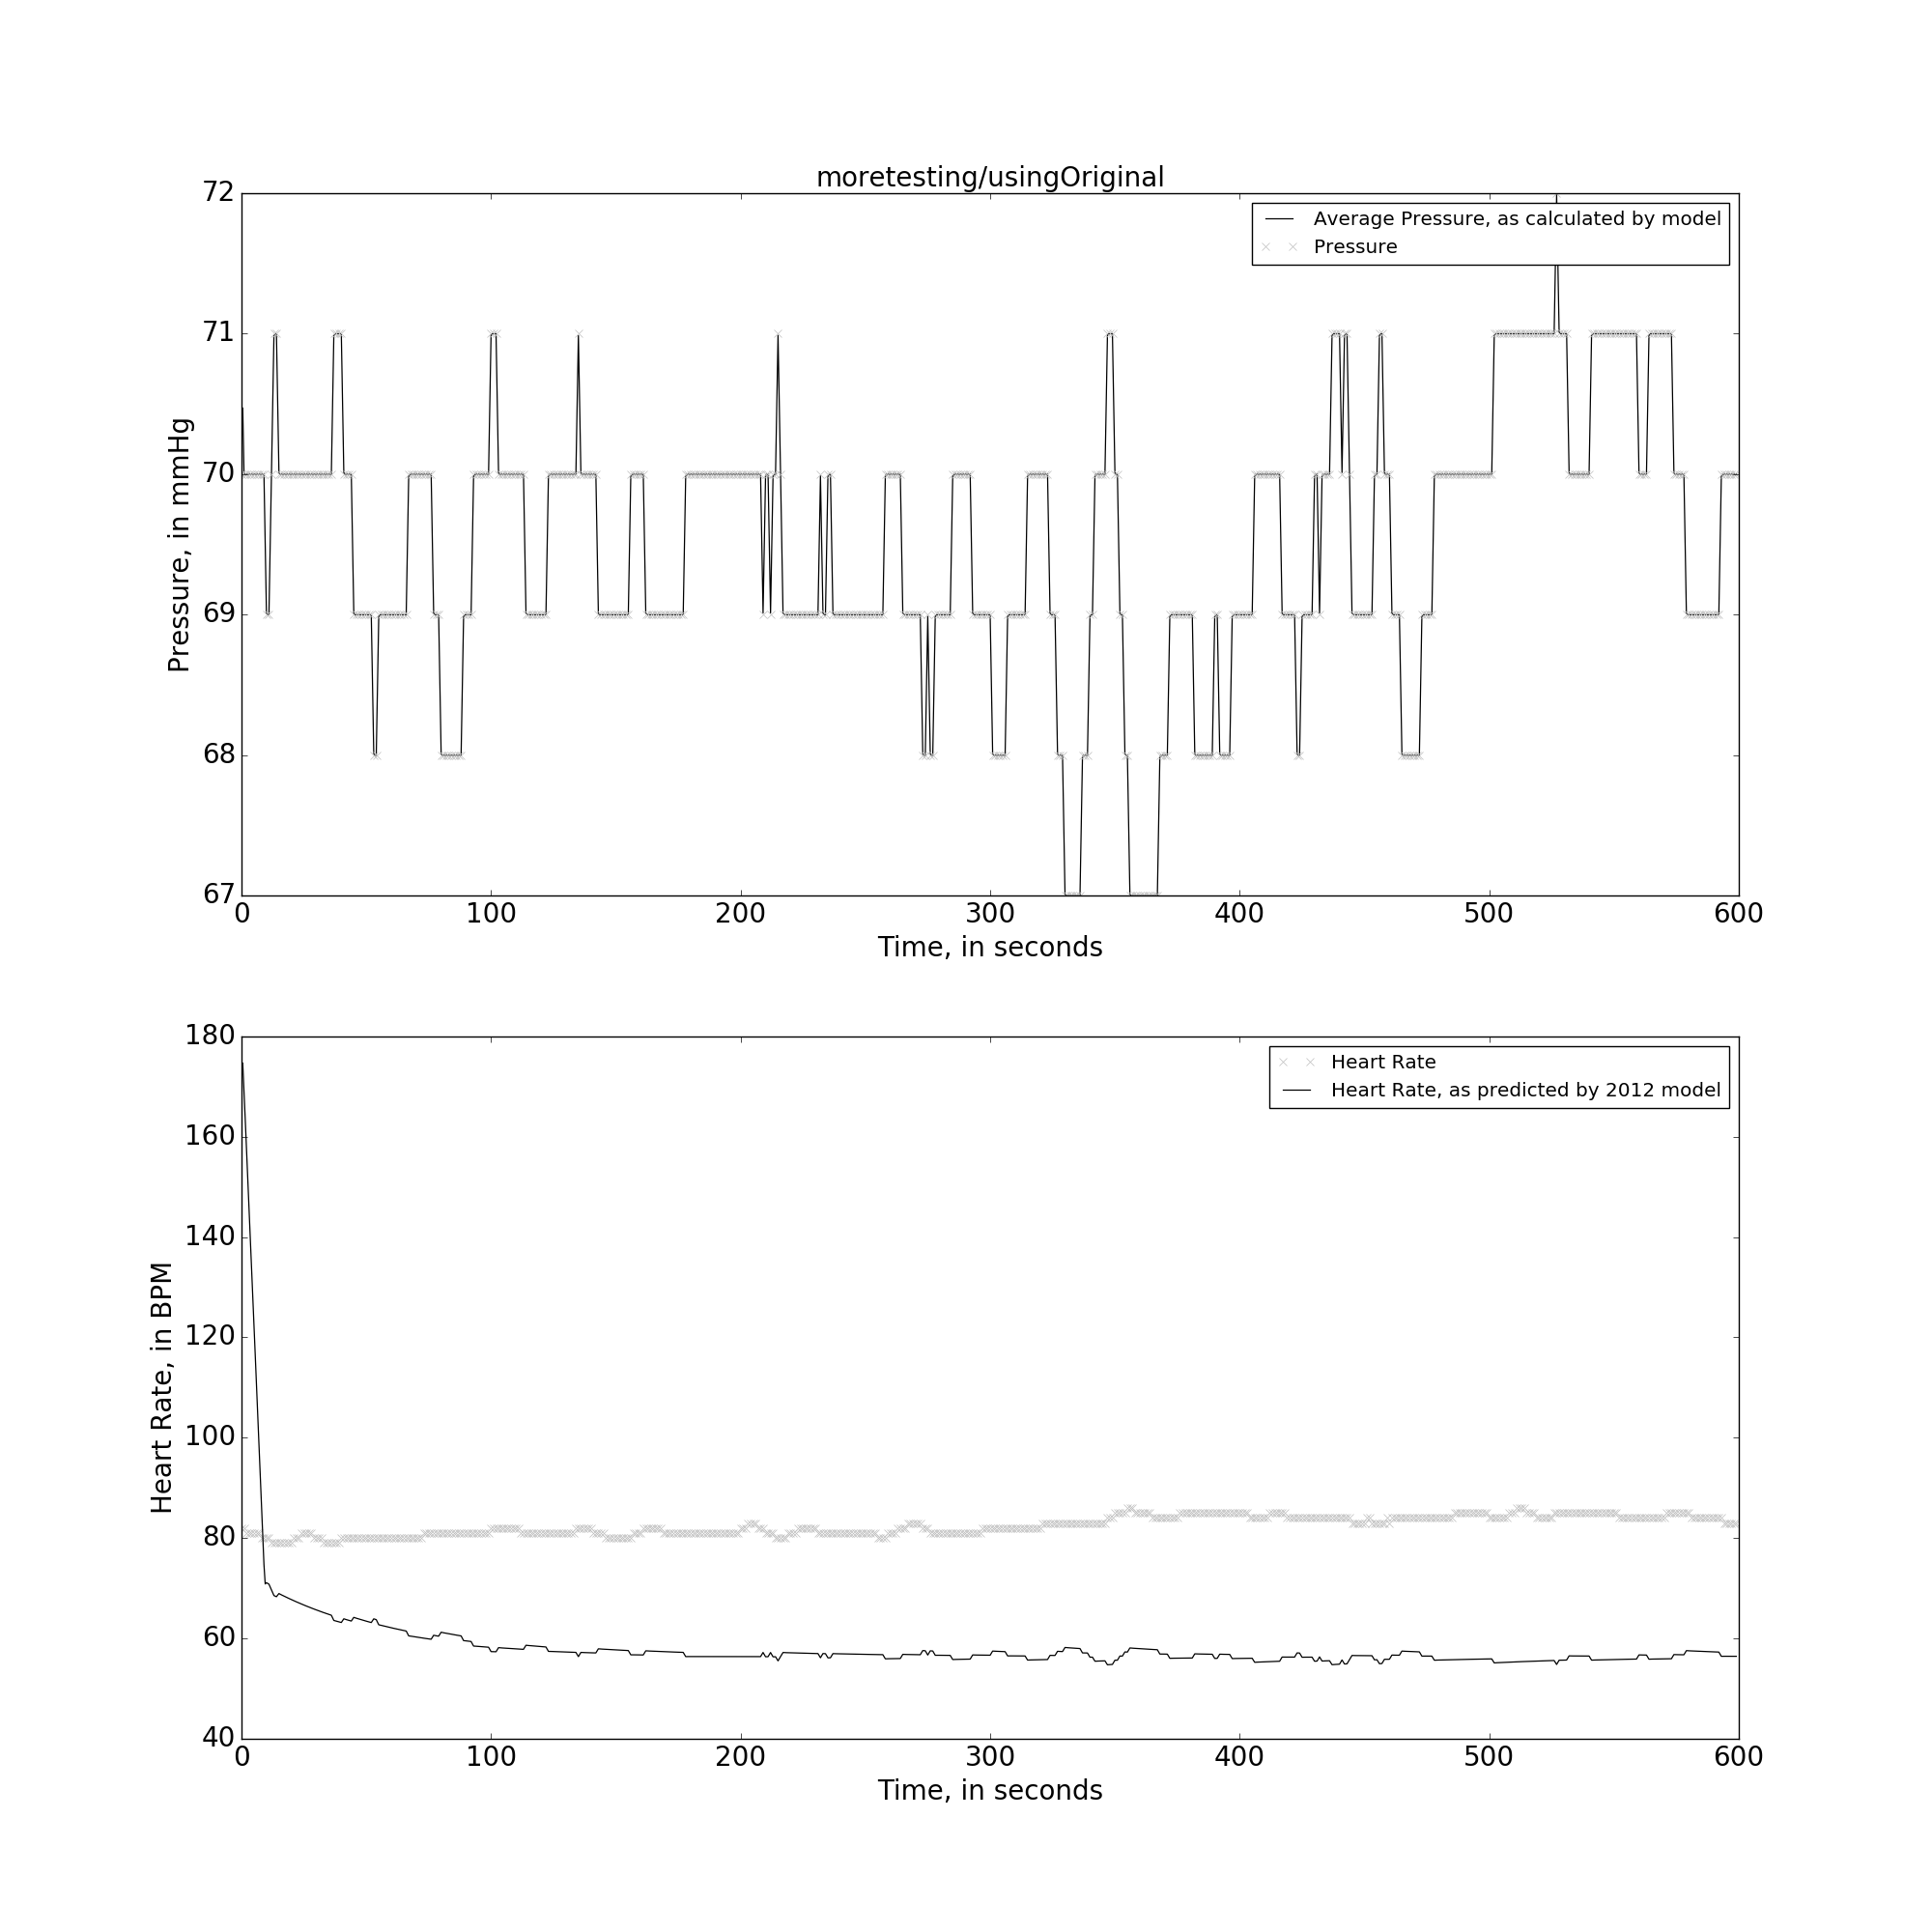 moretesting/usingOriginal
72
71
70
69
68
67
Pressure, in mmHg
Average Pressure, as calculated by model
Pressure
0 100 200 300 400 500 600
Time, in seconds
180
160
140
120
100
80
60
40
Heart Rate, in BPM
Heart Rate
Heart Rate, as predicted by 2012 model
0 100 200 300 400 500 600
Time, in seconds